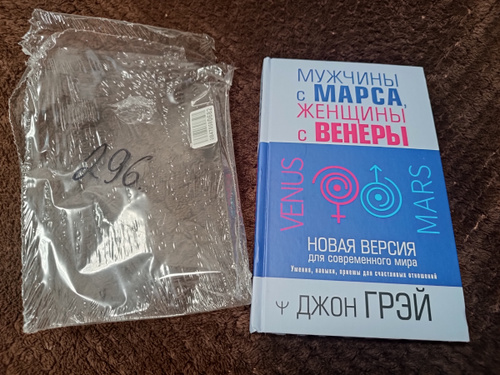 296.
МУЖЧИНЫ
с МАРСА,
ЖЕНЩИНЫ
с ВЕНЕРЫ
VENUS
MARS
НОВАЯ ВЕРСИЯ
для современного мира
Умения, навыки, приемы для счастливых отношений
Ψ ДЖОН ГРЭЙ